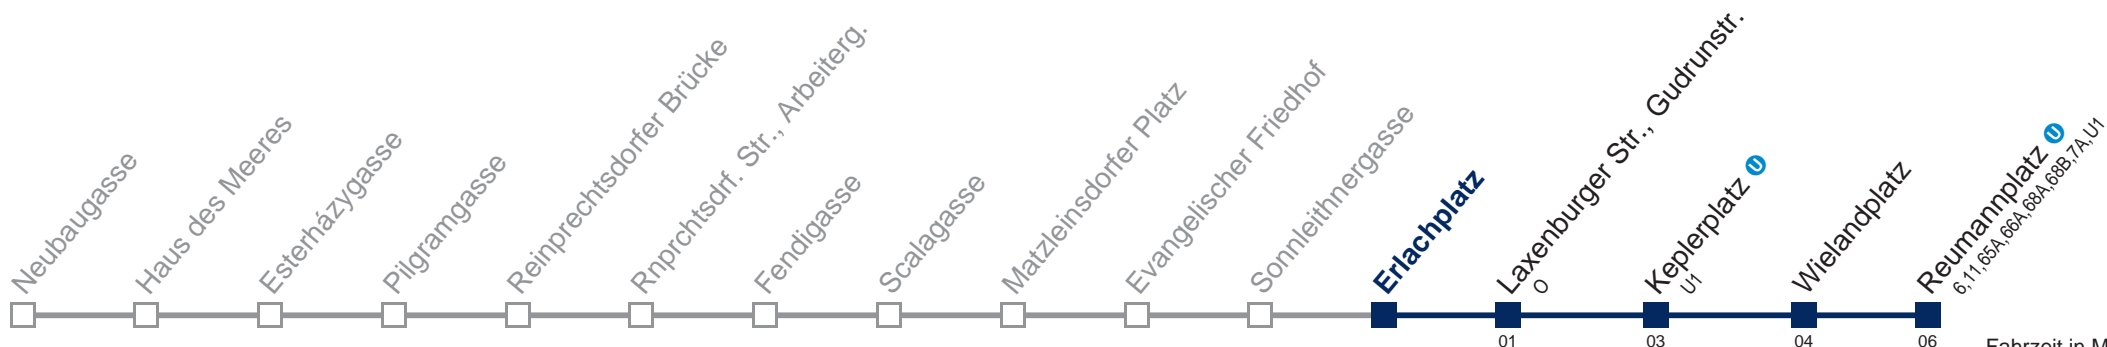 Neubaugasse
Haus des Meeres
Esterházygasse
Pilgramgasse
Reinprechtsdorfer Brücke
Rnprchtsdrf. Str., Arbeiterg.
Fendigasse
Scalagasse
Matzleinsdorfer Platz
Evangelischer Friedhof
Sonnleithnergasse
Erlachplatz
Laxenburger Str., Gudrunstr.
O
Keplerplatz U
U1
Wielandplatz
Reumannplatz U
6,11,65A,66A,68A,68B,7A,U1
01
03
04
06
Fahrzeit in M